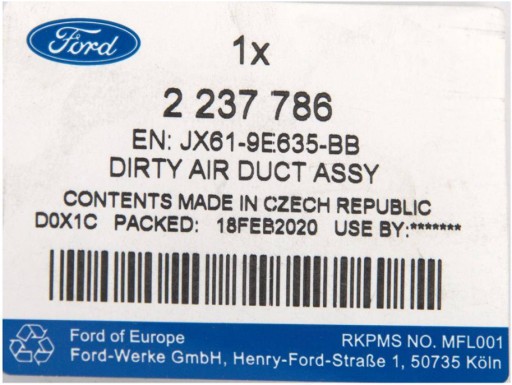 Ford
1x
2 237 786
EN: JX61-9E635-BB
DIRTY AIR DUCT ASSY
CONTENTS MADE IN CZECH REPUBLIC
D0X1C PACKED: 18FEB2020 USE BY:*******
Ford of Europe RKPMS NO. MFL001
Ford-Werke GmbH, Henry-Ford-Straße 1, 50735 Köln